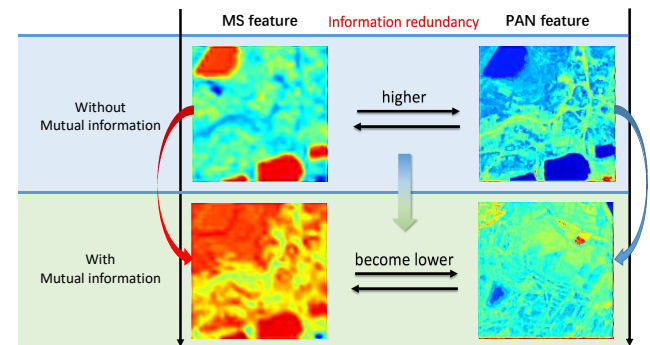 MS feature Information redundancy PAN feature
Without
Mutual information
higher
With
Mutual information
become lower